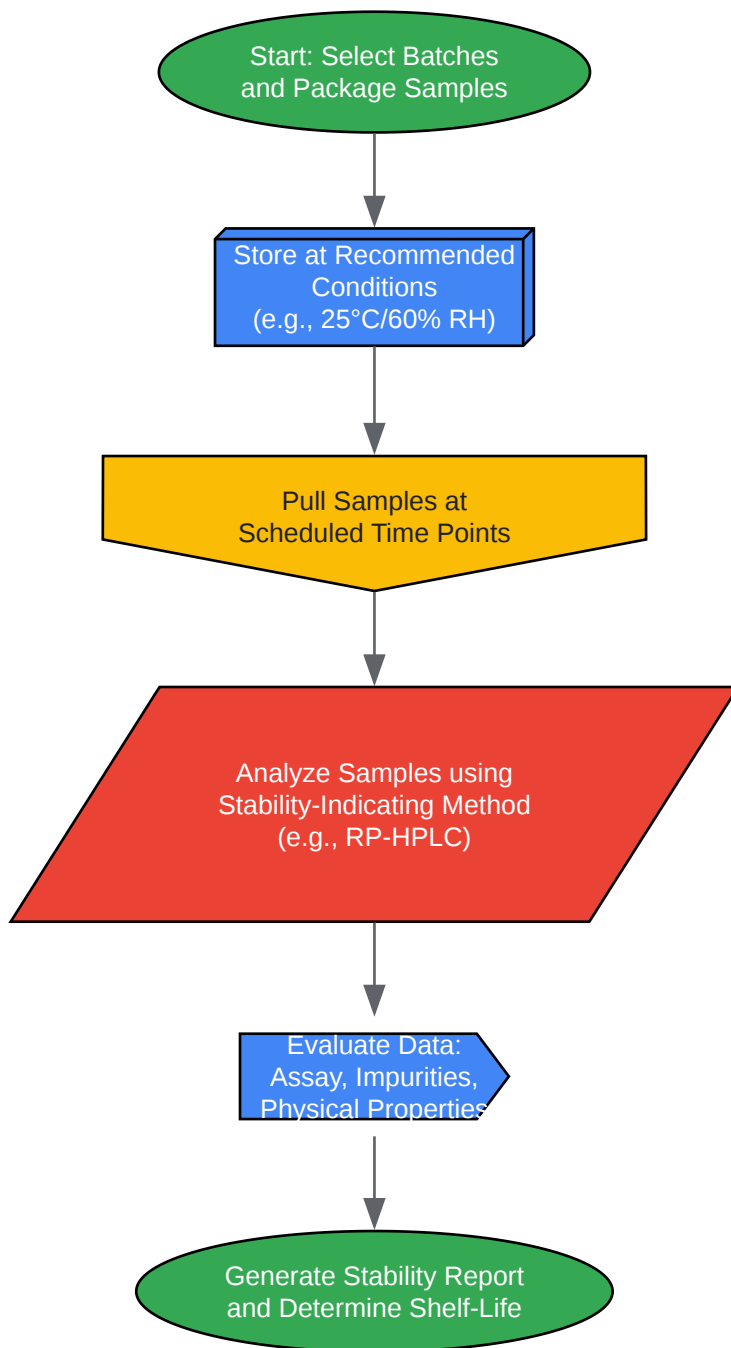 Start: Select Batches
and Package Samples
Store at Recommended
Conditions
(e.g., 25°C/60% RH)
Pull Samples at
Scheduled Time Points
Analyze Samples using
Stability-Indicating Method
(e.g., RP-HPLC)
Evaluate Data:
Assay, Impurities,
Physical Properties
Generate Stability Report
and Determine Shelf-Life